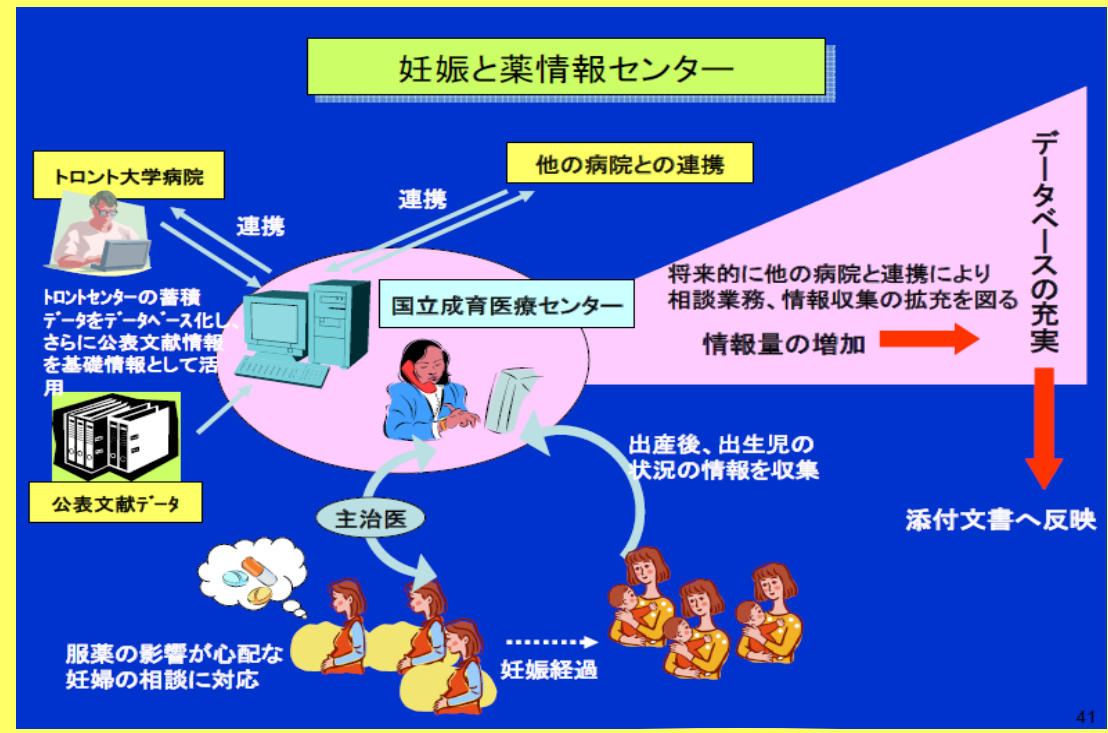 妊娠と薬情報センター
トロント大学病院
他の病院との連携
連携
連携
国立成育医療センター
トロントセンターの蓄積
データをデータベース化し、
さらに公表文献情報
を基礎情報として活
用
公表文献データ
将来的に他の病院と連携により
相談業務、情報収集の拡充を図る
情報量の増加
データベースの充実
添付文書へ反映
出産後、出生児の
状況の情報を収集
主治医
服薬の影響が心配な
妊婦の相談に対応
妊娠経過
41